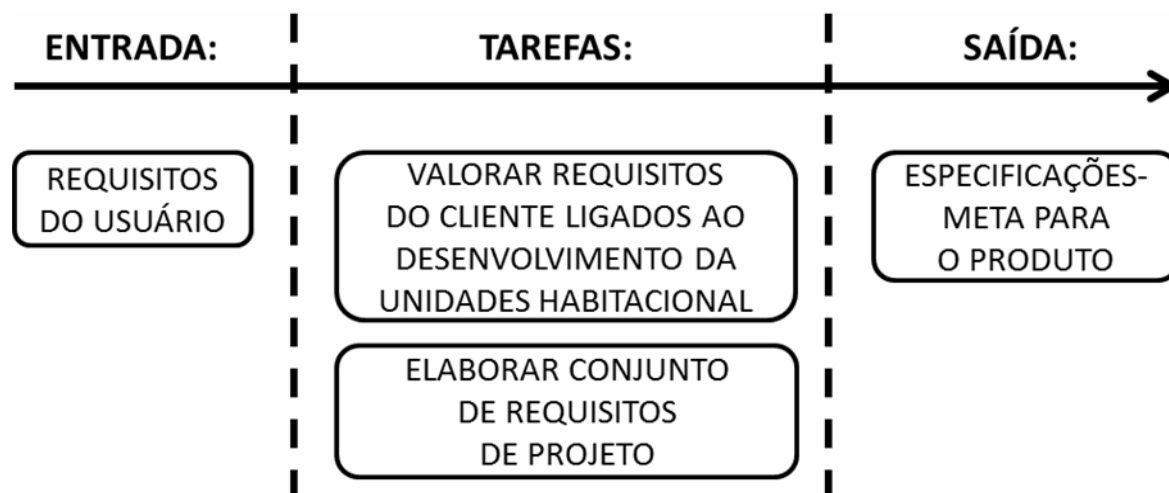 ENTRADA:
TAREFAS:
SAÍDA:
REQUISITOS
DO USUÁRIO
VALORAR REQUISITOS
DO CLIENTE LIGADOS AO
DESENVOLVIMENTO DA
UNIDADES HABITACIONAL
ELABORAR CONJUNTO
DE REQUISITOS
DE PROJETO
ESPECIFICAÇÕES-
META PARA
O PRODUTO